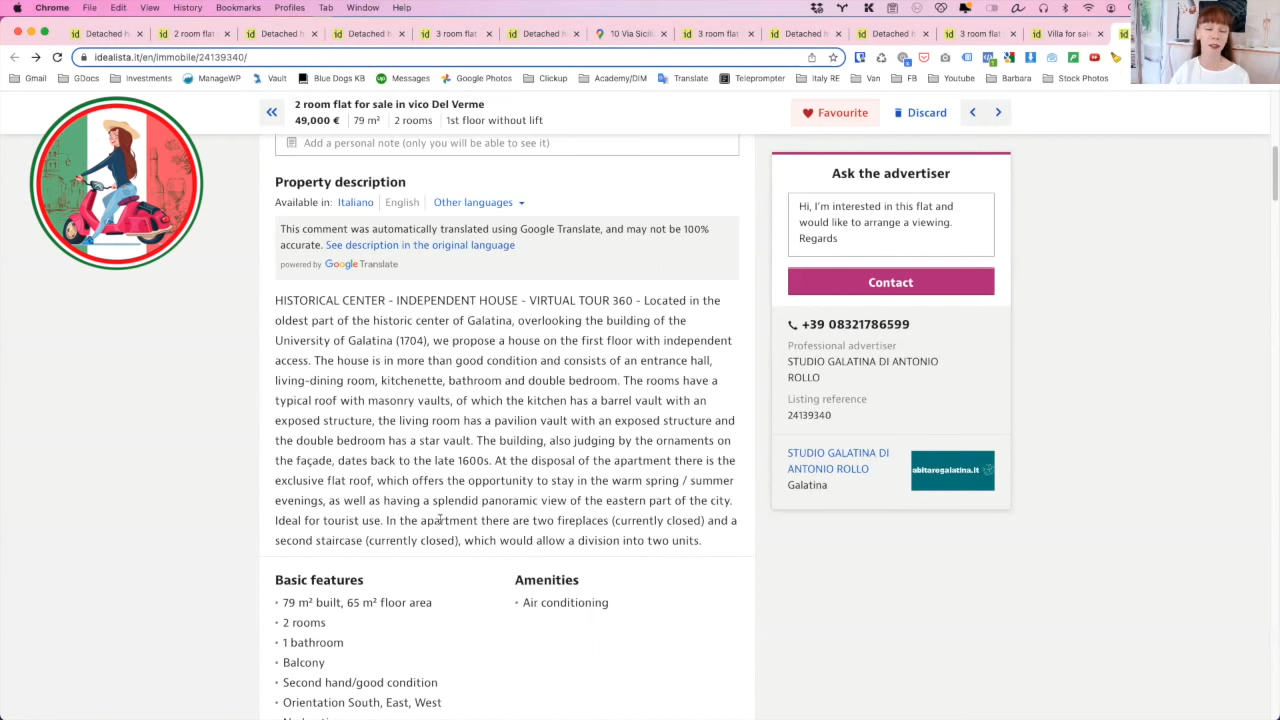 Chrome File Edit View History Bookmarks Profiles Tab Window Help
Detached h 2 room flat Detached h Detached h 3 room flat Detached h 10 Via Sicili 3 room flat Detached h Detached h 3 room flat Villa for sale
idealista.it/en/immobile/24139340/
Gmail GDocs Investments ManageWP Vault Blue Dogs KB Messages Google Photos Clickup Academy/DIM Translate Teleprompter Italy RE Van FB Youtube Barbara Stock Photos
2 room flat for sale in vico Del Verme
49,000 € 79 m² 2 rooms 1st floor without lift
Favourite Discard
Add a personal note (only you will be able to see it)
Property description
Available in: Italiano English Other languages
This comment was automatically translated using Google Translate, and may not be 100%
accurate. See description in the original language
powered by Google Translate
HISTORICAL CENTER - INDEPENDENT HOUSE - VIRTUAL TOUR 360 - Located in the
oldest part of the historic center of Galatina, overlooking the building of the
University of Galatina (1704), we propose a house on the first floor with independent
access. The house is in more than good condition and consists of an entrance hall,
living-dining room, kitchenette, bathroom and double bedroom. The rooms have a
typical roof with masonry vaults, of which the kitchen has a barrel vault with an
exposed structure, the living room has a pavilion vault with an exposed structure and
the double bedroom has a star vault. The building, also judging by the ornaments on
the façade, dates back to the late 1600s. At the disposal of the apartment there is the
exclusive flat roof, which offers the opportunity to stay in the warm spring / summer
evenings, as well as having a splendid panoramic view of the eastern part of the city.
Ideal for tourist use. In the apartment there are two fireplaces (currently closed) and a
second staircase (currently closed), which would allow a division into two units.
Basic features
79 m² built, 65 m² floor area
2 rooms
1 bathroom
Balcony
Second hand/good condition
Orientation South, East, West
Amenities
Air conditioning
Ask the advertiser
Hi, I'm interested in this flat and
would like to arrange a viewing.
Regards
Contact
+39 08321786599
Professional advertiser
STUDIO GALATINA DI ANTONIO
ROLLO
Listing reference
24139340
STUDIO GALATINA DI
ANTONIO ROLLO
Galatina
abitaregalatina.it